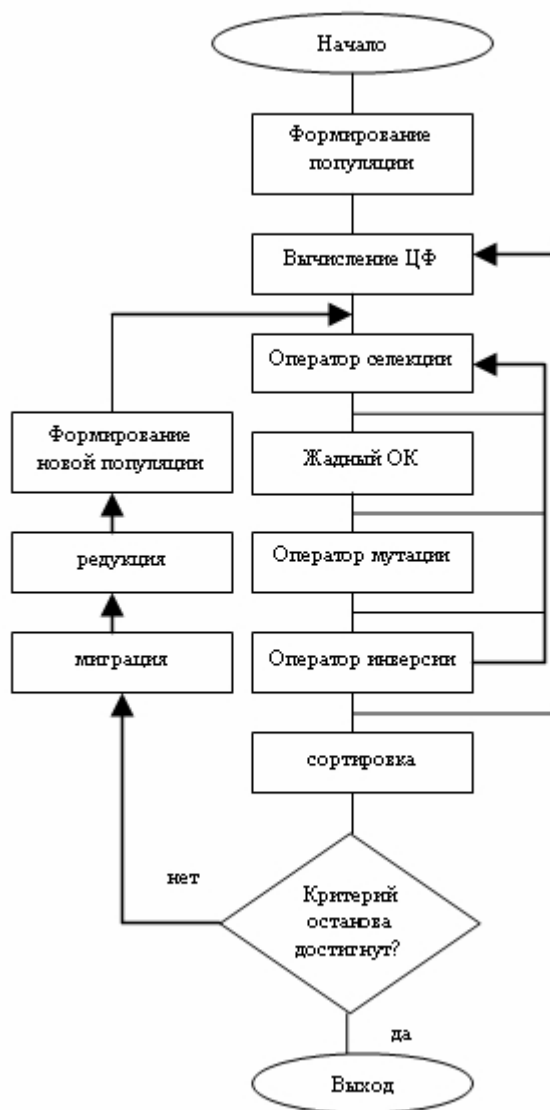 Начало
Формирование
популяции
Вычисление ЦФ
Оператор селекции
Формирование
новой популяции
Жадный ОК
редукция
Оператор мутации
миграция
Оператор инверсии
сортировка
нет
Критерий
останова
достигнут?
да
Выход